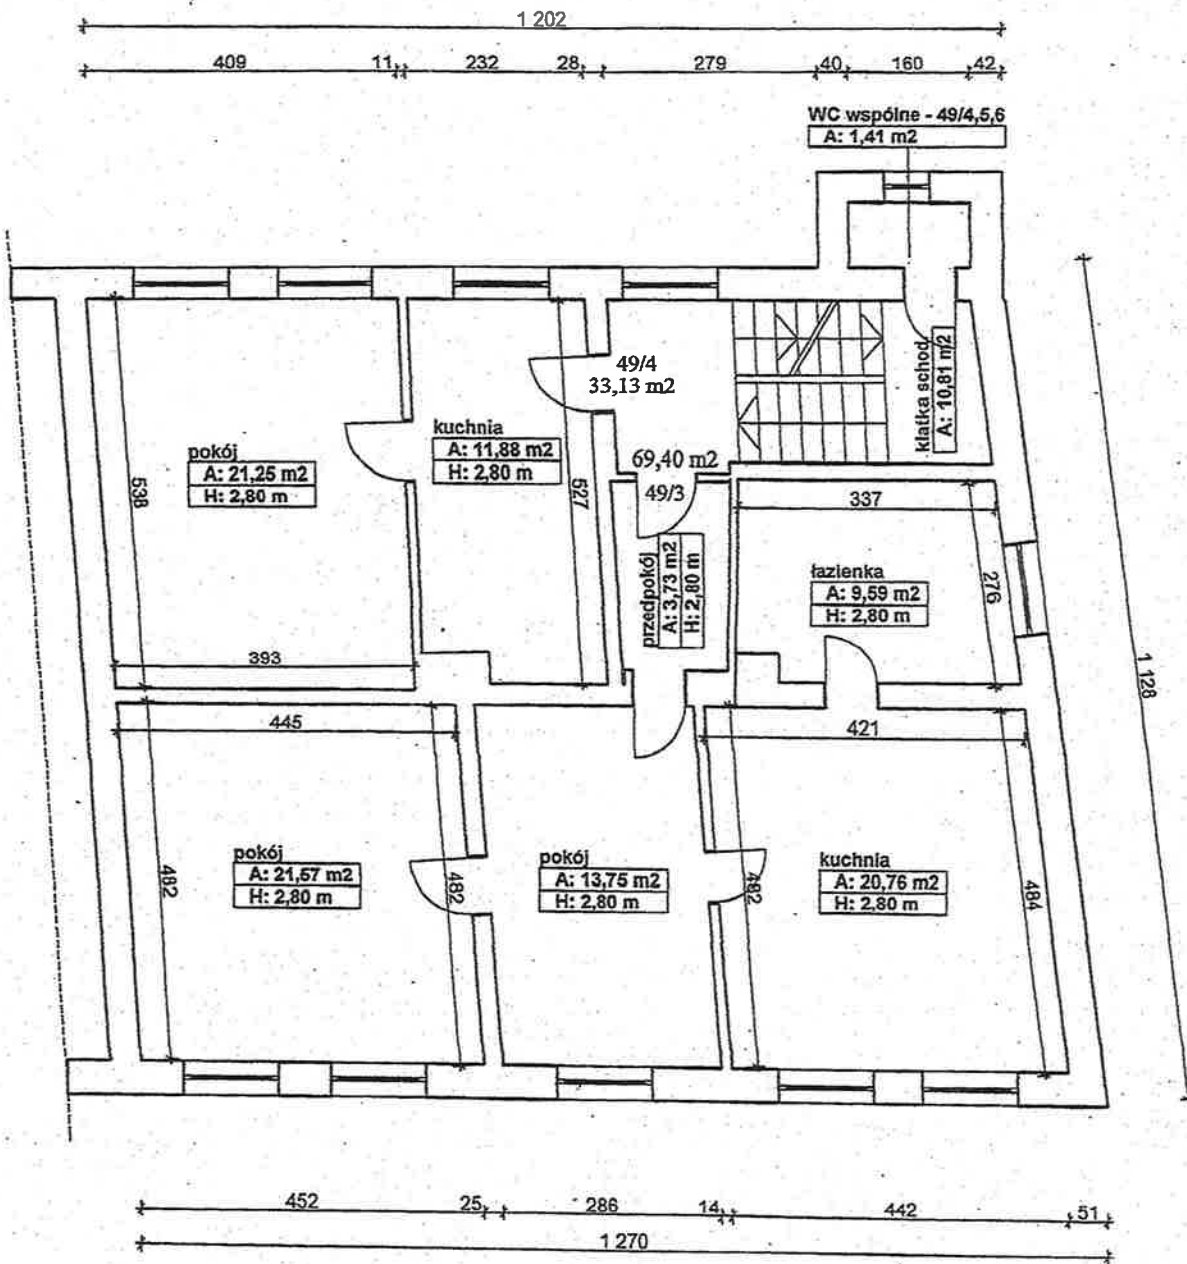 1 202
409 11 232 28 279 40 160 42
WC wspólne - 49/4,5,6
A: 1,41 m2
klatka schod.
A: 10,81 m2
49/4
33,13 m2
kuchnia
A: 11,88 m2
H: 2,80 m
pokój
A: 21,25 m2
H: 2,80 m
69,40 m2
49/3
538
527
337
przedpokój
A: 3,73 m2
H: 2,80 m
łazienka
A: 9,59 m2
H: 2,80 m
276
393
1 128
445
421
pokój
A: 21,57 m2
H: 2,80 m
pokój
A: 13,75 m2
H: 2,80 m
kuchnia
A: 20,76 m2
H: 2,80 m
482
482
482
484
452 25 286 14 442 51
1 270